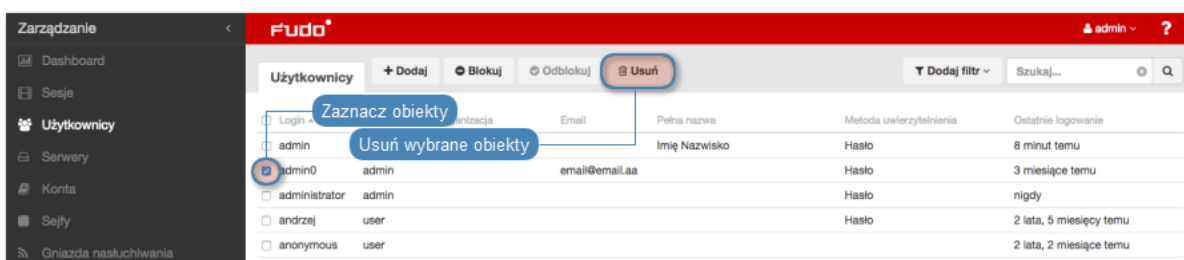 Zarządzanie
FUDO
admin
?
Dashboard
Sesje
Użytkownicy
Serwery
Konta
Sejfy
Gniazda nasłuchiwania
Użytkownicy
+ Dodaj
Blokuj
Odblokuj
Usuń
Dodaj filtr
Szukaj...
Zaznacz obiekty
Usuń wybrane obiekty
Login Email Pełna nazwa Metoda uwierzytelnienia Ostatnie logowanie
admin Imię Nazwisko Hasło 8 minut temu
admin0 admin email@email.aa Hasło 3 miesiące temu
administrator admin Hasło nigdy
andrzej user Hasło 2 lata, 5 miesięcy temu
anonymous user 2 lata, 2 miesiące temu